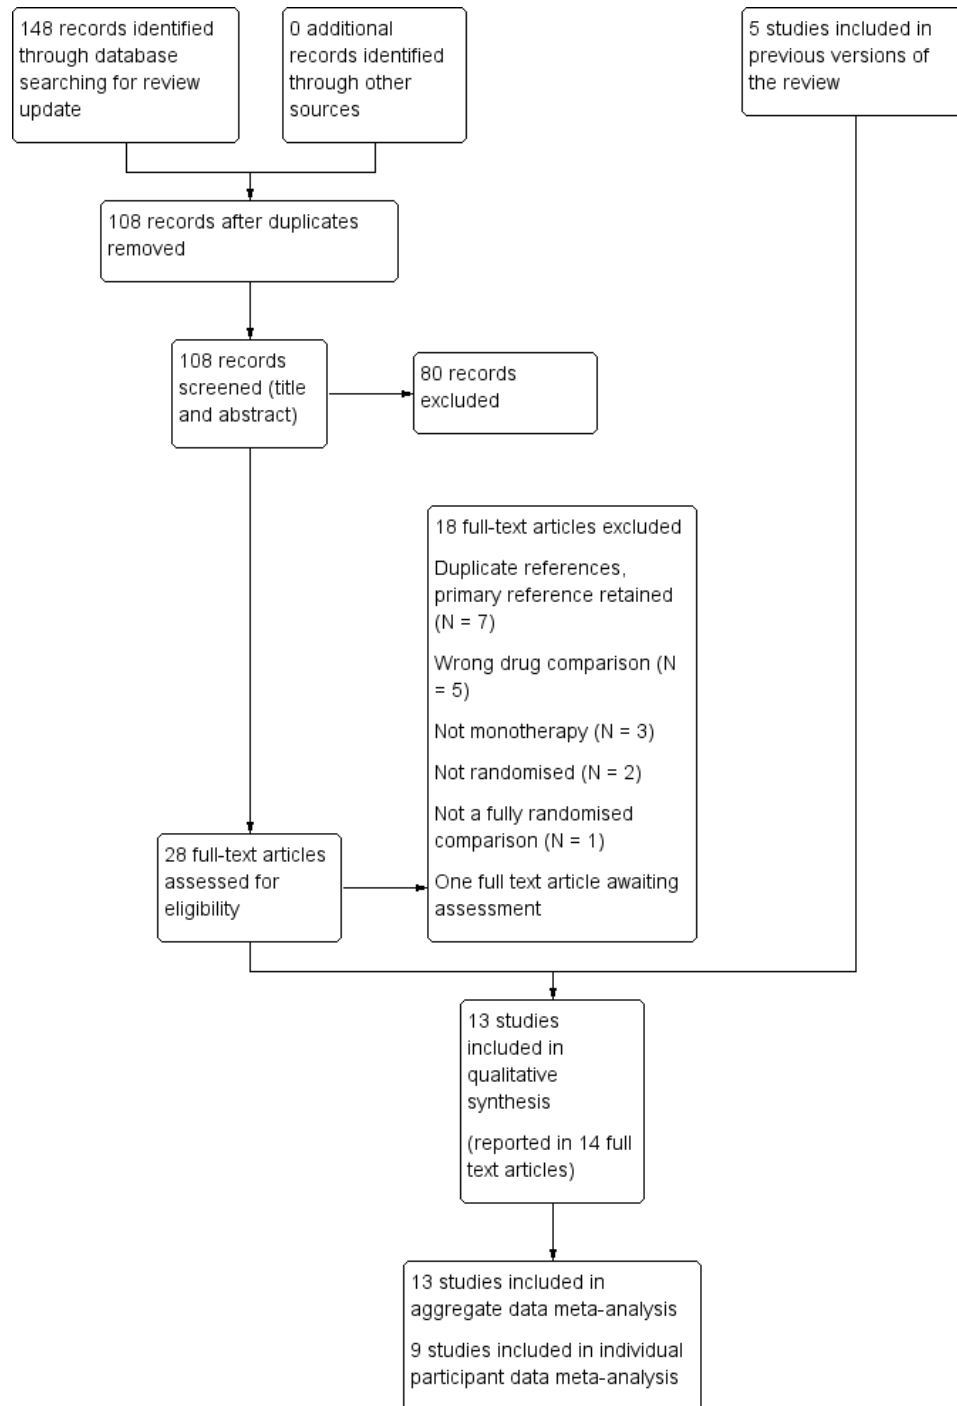 148 records identified
through database
searching for review
update
0 additional
records identified
through other
sources
5 studies included in
previous versions of
the review
108 records after duplicates
removed
108 records
screened (title
and abstract)
80 records
excluded
18 full-text articles excluded
Duplicate references,
primary reference retained
(N = 7)
Wrong drug comparison (N
= 5)
Not monotherapy (N = 3)
Not randomised (N = 2)
Not a fully randomised
comparison (N = 1)
One full text article awaiting
assessment
28 full-text articles
assessed for
eligibility
13 studies
included in
qualitative
synthesis
(reported in 14 full
text articles)
13 studies included in
aggregate data meta-analysis
9 studies included in individual
participant data meta-analysis